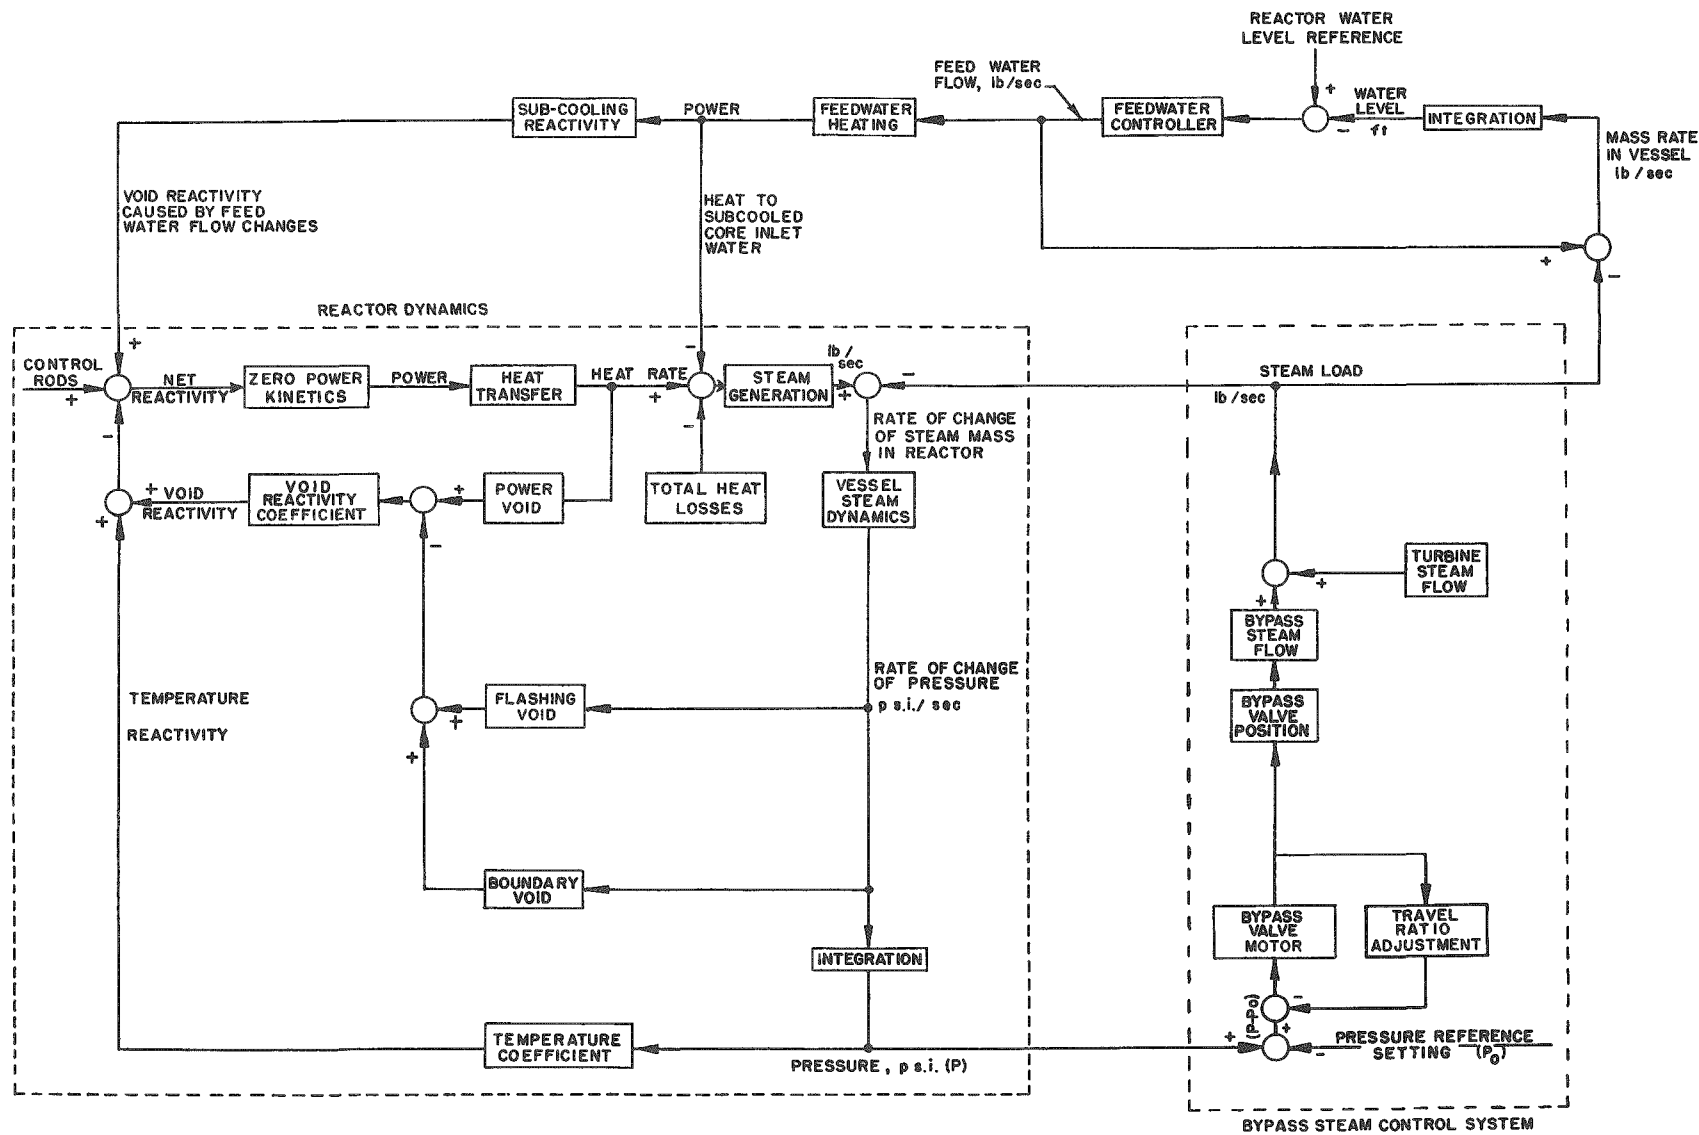 REACTOR WATER
LEVEL REFERENCE
+
FEED WATER
FLOW, lb/sec
SUB-COOLING
REACTIVITY
POWER
FEEDWATER
HEATING
FEEDWATER
CONTROLLER
-
WATER
LEVEL
ft
INTEGRATION
MASS RATE
IN VESSEL
lb/sec
VOID REACTIVITY
CAUSED BY FEED
WATER FLOW CHANGES
HEAT TO
SUBCOOLED
CORE INLET
WATER
+
-
REACTOR DYNAMICS
CONTROL
RODS
+
+
-
NET
REACTIVITY
ZERO POWER
KINETICS
POWER
HEAT
TRANSFER
HEAT RATE
+
-
-
STEAM
GENERATION
lb/
sec
+
-
STEAM LOAD
lb/sec
RATE OF CHANGE
OF STEAM MASS
IN REACTOR
+
+
VOID
REACTIVITY
VOID
REACTIVITY
COEFFICIENT
+
-
POWER
VOID
TOTAL HEAT
LOSSES
VESSEL
STEAM
DYNAMICS
TURBINE
STEAM
FLOW
+
+
BYPASS
STEAM
FLOW
TEMPERATURE
REACTIVITY
+
+
FLASHING
VOID
RATE OF CHANGE
OF PRESSURE
p s.i./ sec
BYPASS
VALVE
POSITION
BOUNDARY
VOID
BYPASS
VALVE
MOTOR
TRAVEL
RATIO
ADJUSTMENT
INTEGRATION
(P-Po)
-
+
TEMPERATURE
COEFFICIENT
PRESSURE, p s.i. (P)
+
-
PRESSURE REFERENCE
SETTING (Po)
BYPASS STEAM CONTROL SYSTEM